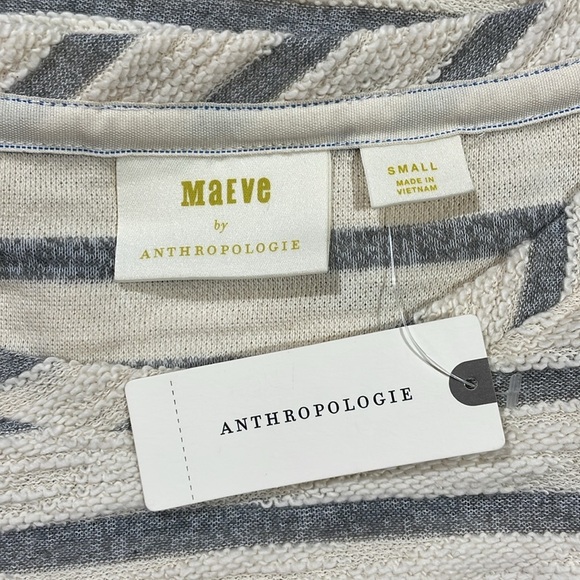 MaEve
by
ANTHROPOLOGIE
SMALL
MADE IN
VIETNAM
ANTHROPOLOGIE